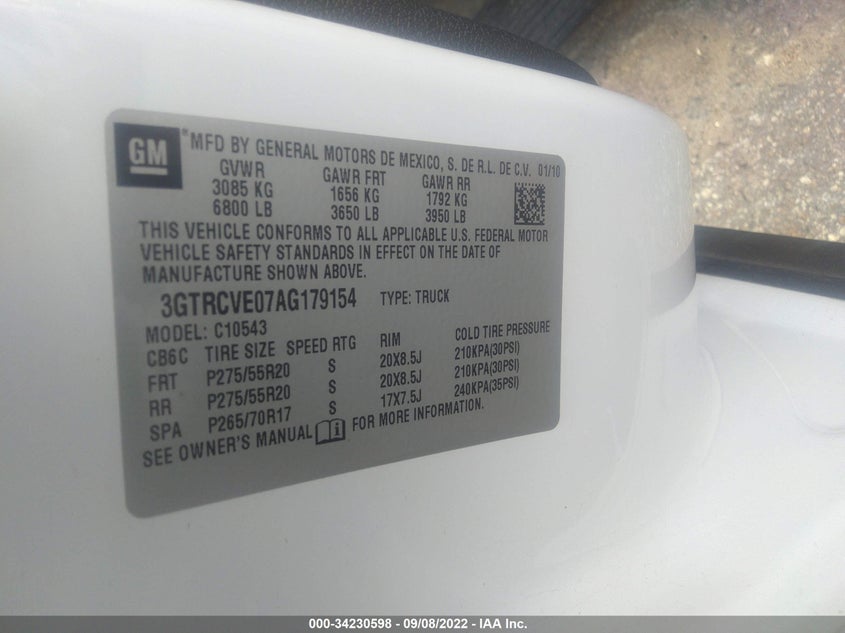 GM *MFD BY GENERAL MOTORS DE MEXICO, S. DE R.L. DE C.V. 01/10
GVWR GAWR FRT GAWR RR
3085 KG 1656 KG 1792 KG
6800 LB 3650 LB 3950 LB
THIS VEHICLE CONFORMS TO ALL APPLICABLE U.S. FEDERAL MOTOR
VEHICLE SAFETY STANDARDS IN EFFECT ON THE DATE OF
MANUFACTURE SHOWN ABOVE.
3GTRCVE07AG179154 TYPE: TRUCK
MODEL: C10543
CB6C TIRE SIZE SPEED RTG RIM COLD TIRE PRESSURE
FRT P275/55R20 S 20X8.5J 210KPA(30PSI)
RR P275/55R20 S 20X8.5J 210KPA(30PSI)
SPA P265/70R17 S 17X7.5J 240KPA(35PSI)
SEE OWNER'S MANUAL i FOR MORE INFORMATION.
000-34230598 - 09/08/2022 - IAA Inc.